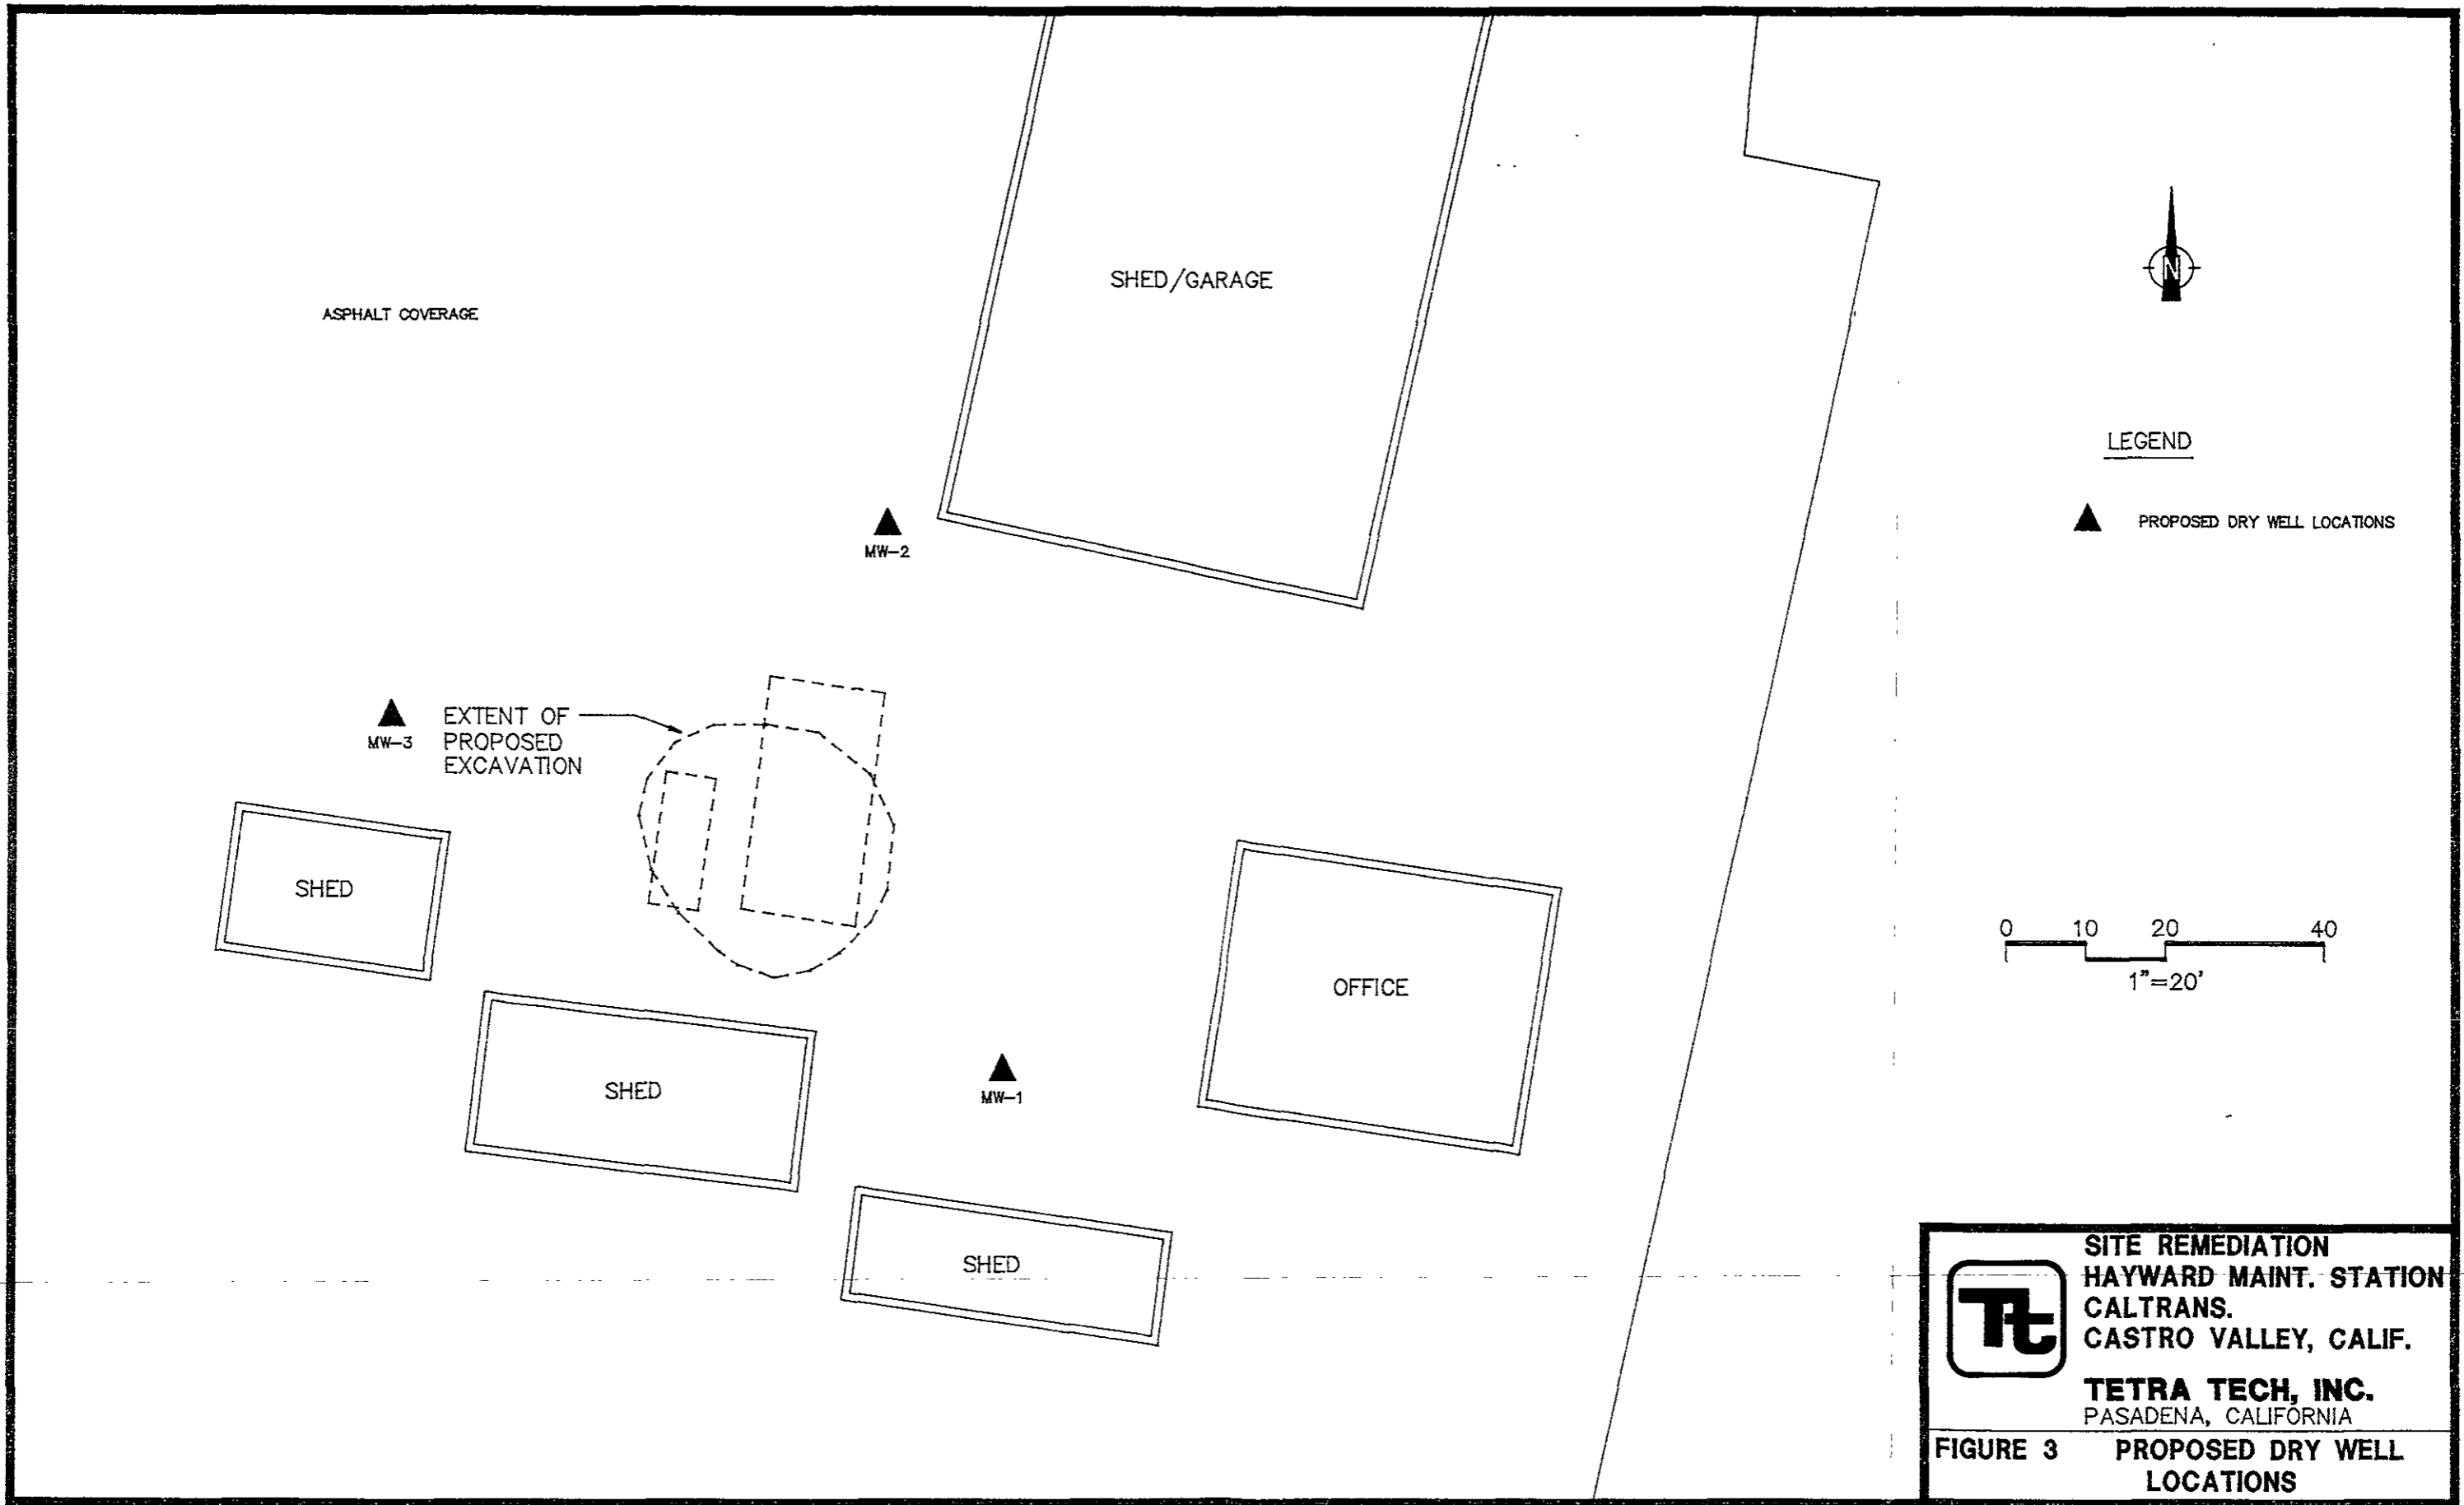 SHED/GARAGE
ASPHALT COVERAGE
N
LEGEND
PROPOSED DRY WELL LOCATIONS
MW-2
MW-3
EXTENT OF
PROPOSED
EXCAVATION
SHED
OFFICE
0 10 20 40
1"=20'
SHED
MW-1
SHED
Tt
SITE REMEDIATION
HAYWARD MAINT. STATION
CALTRANS.
CASTRO VALLEY, CALIF.
TETRA TECH, INC.
PASADENA, CALIFORNIA
FIGURE 3 PROPOSED DRY WELL
LOCATIONS